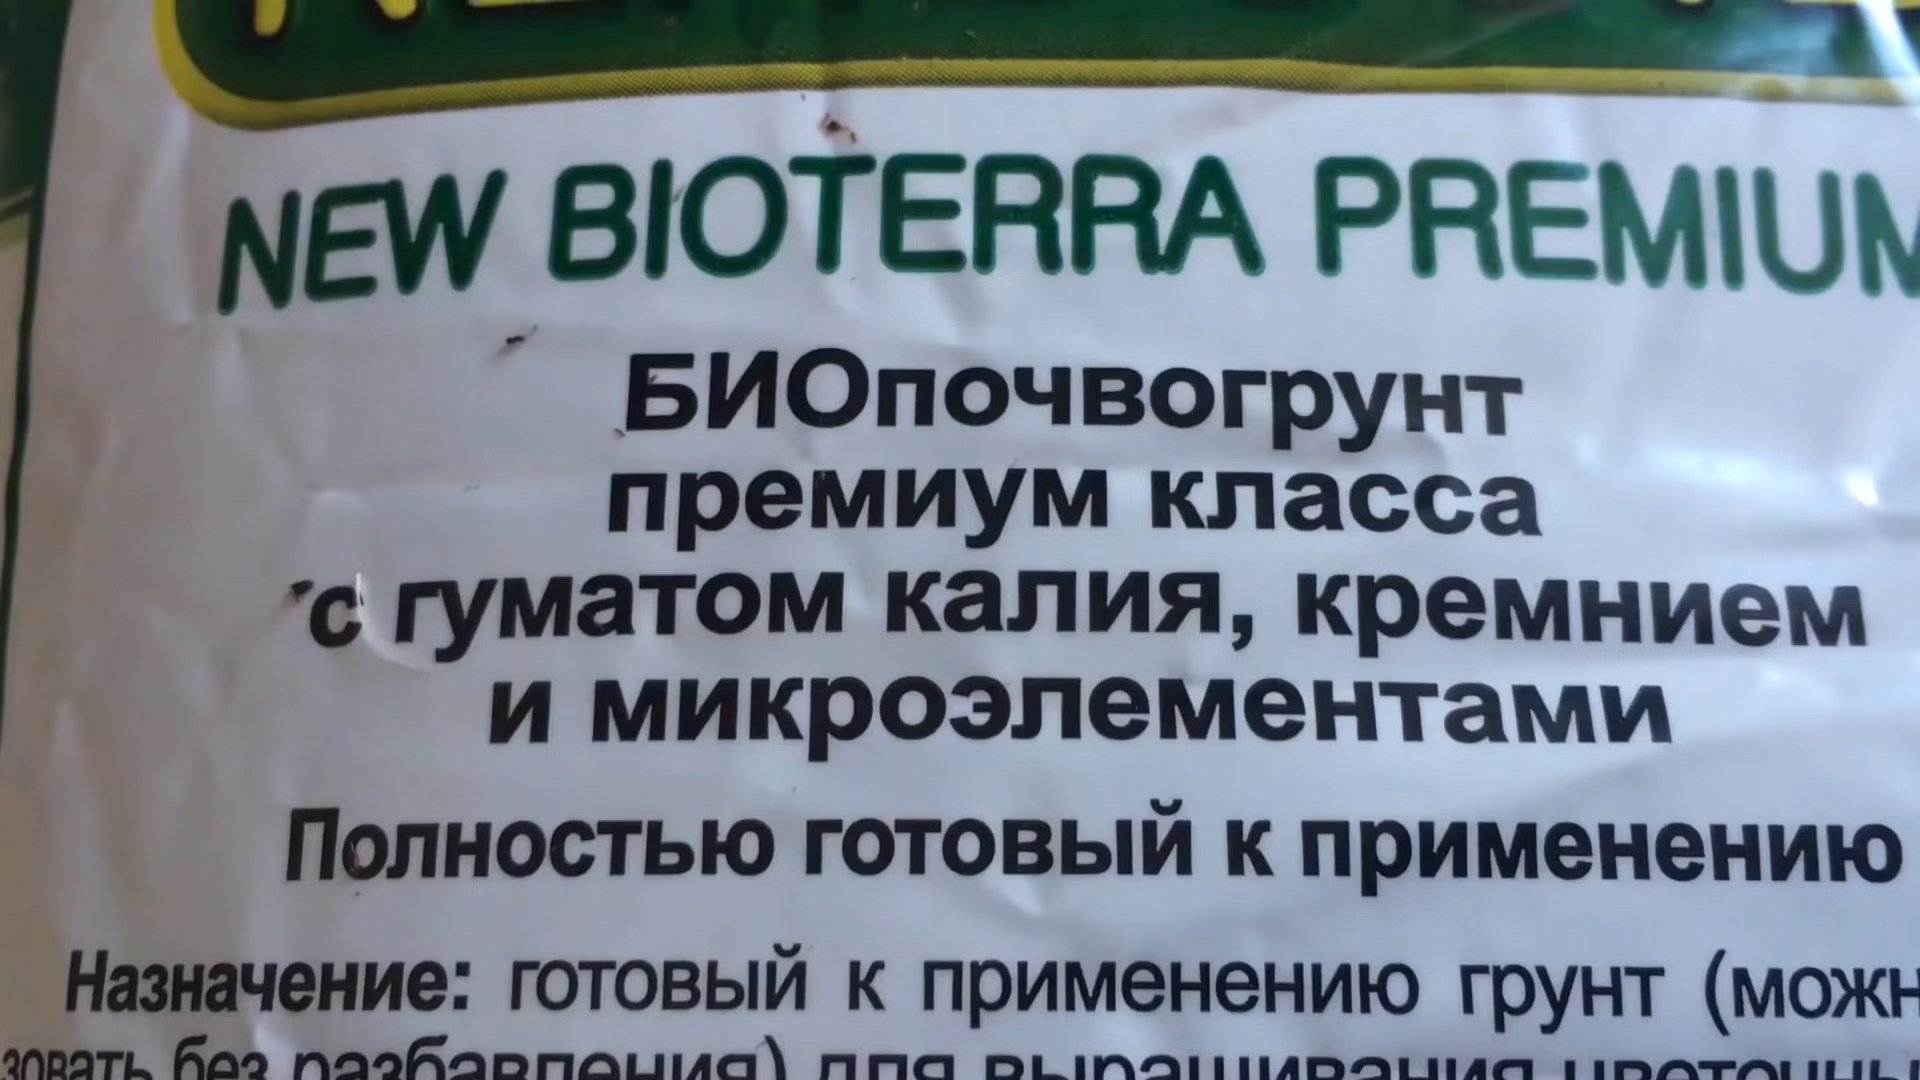 NEW BIOTERRA PREMIUM
БИОпочвогрунт
премиум класса
с гуматом калия, кремнием
и микроэлементами
Полностью готовый к применению
Назначение: готовый к применению грунт (можн
зовать без разбавления) для выращивания цветочны